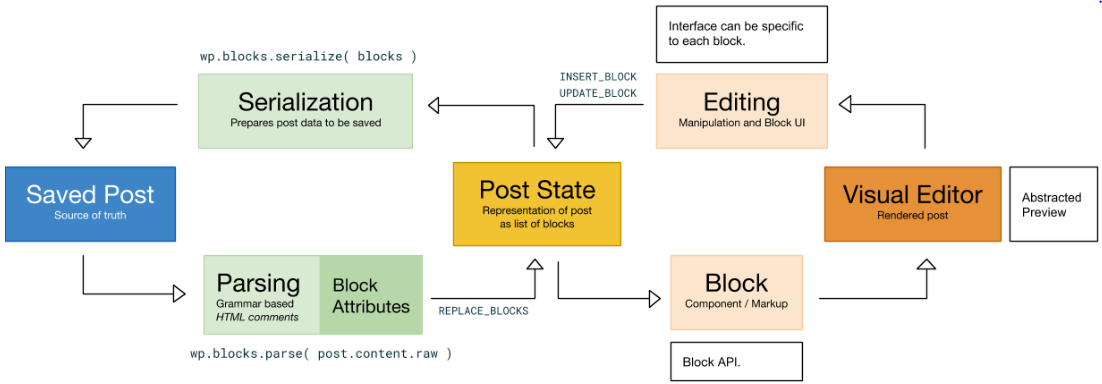 Interface can be specific
to each block.
wp.blocks.serialize( blocks )
INSERT_BLOCK
UPDATE_BLOCK
Serialization
Prepares post data to be saved
Editing
Manipulation and Block UI
Saved Post
Source of truth
Post State
Representation of post
as list of blocks
Visual Editor
Rendered post
Abstracted
Preview
Parsing
Grammar based
HTML comments
Block
Attributes
REPLACE_BLOCKS
Block
Component / Markup
wp.blocks.parse( post.content.raw )
Block API.